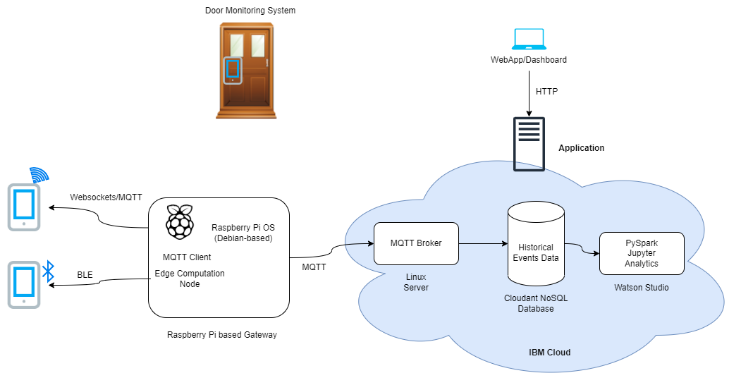 Door Monitoring System
WebApp/Dashboard
HTTP
Application
Websockets/MQTT
Raspberry Pi OS
(Debian-based)
MQTT Client
BLE
Edge Computation
Node
MQTT
Raspberry Pi based Gateway
MQTT Broker
Linux
Server
Historical
Events Data
Cloudant NoSQL
Database
PySpark
Jupyter
Analytics
Watson Studio
IBM Cloud